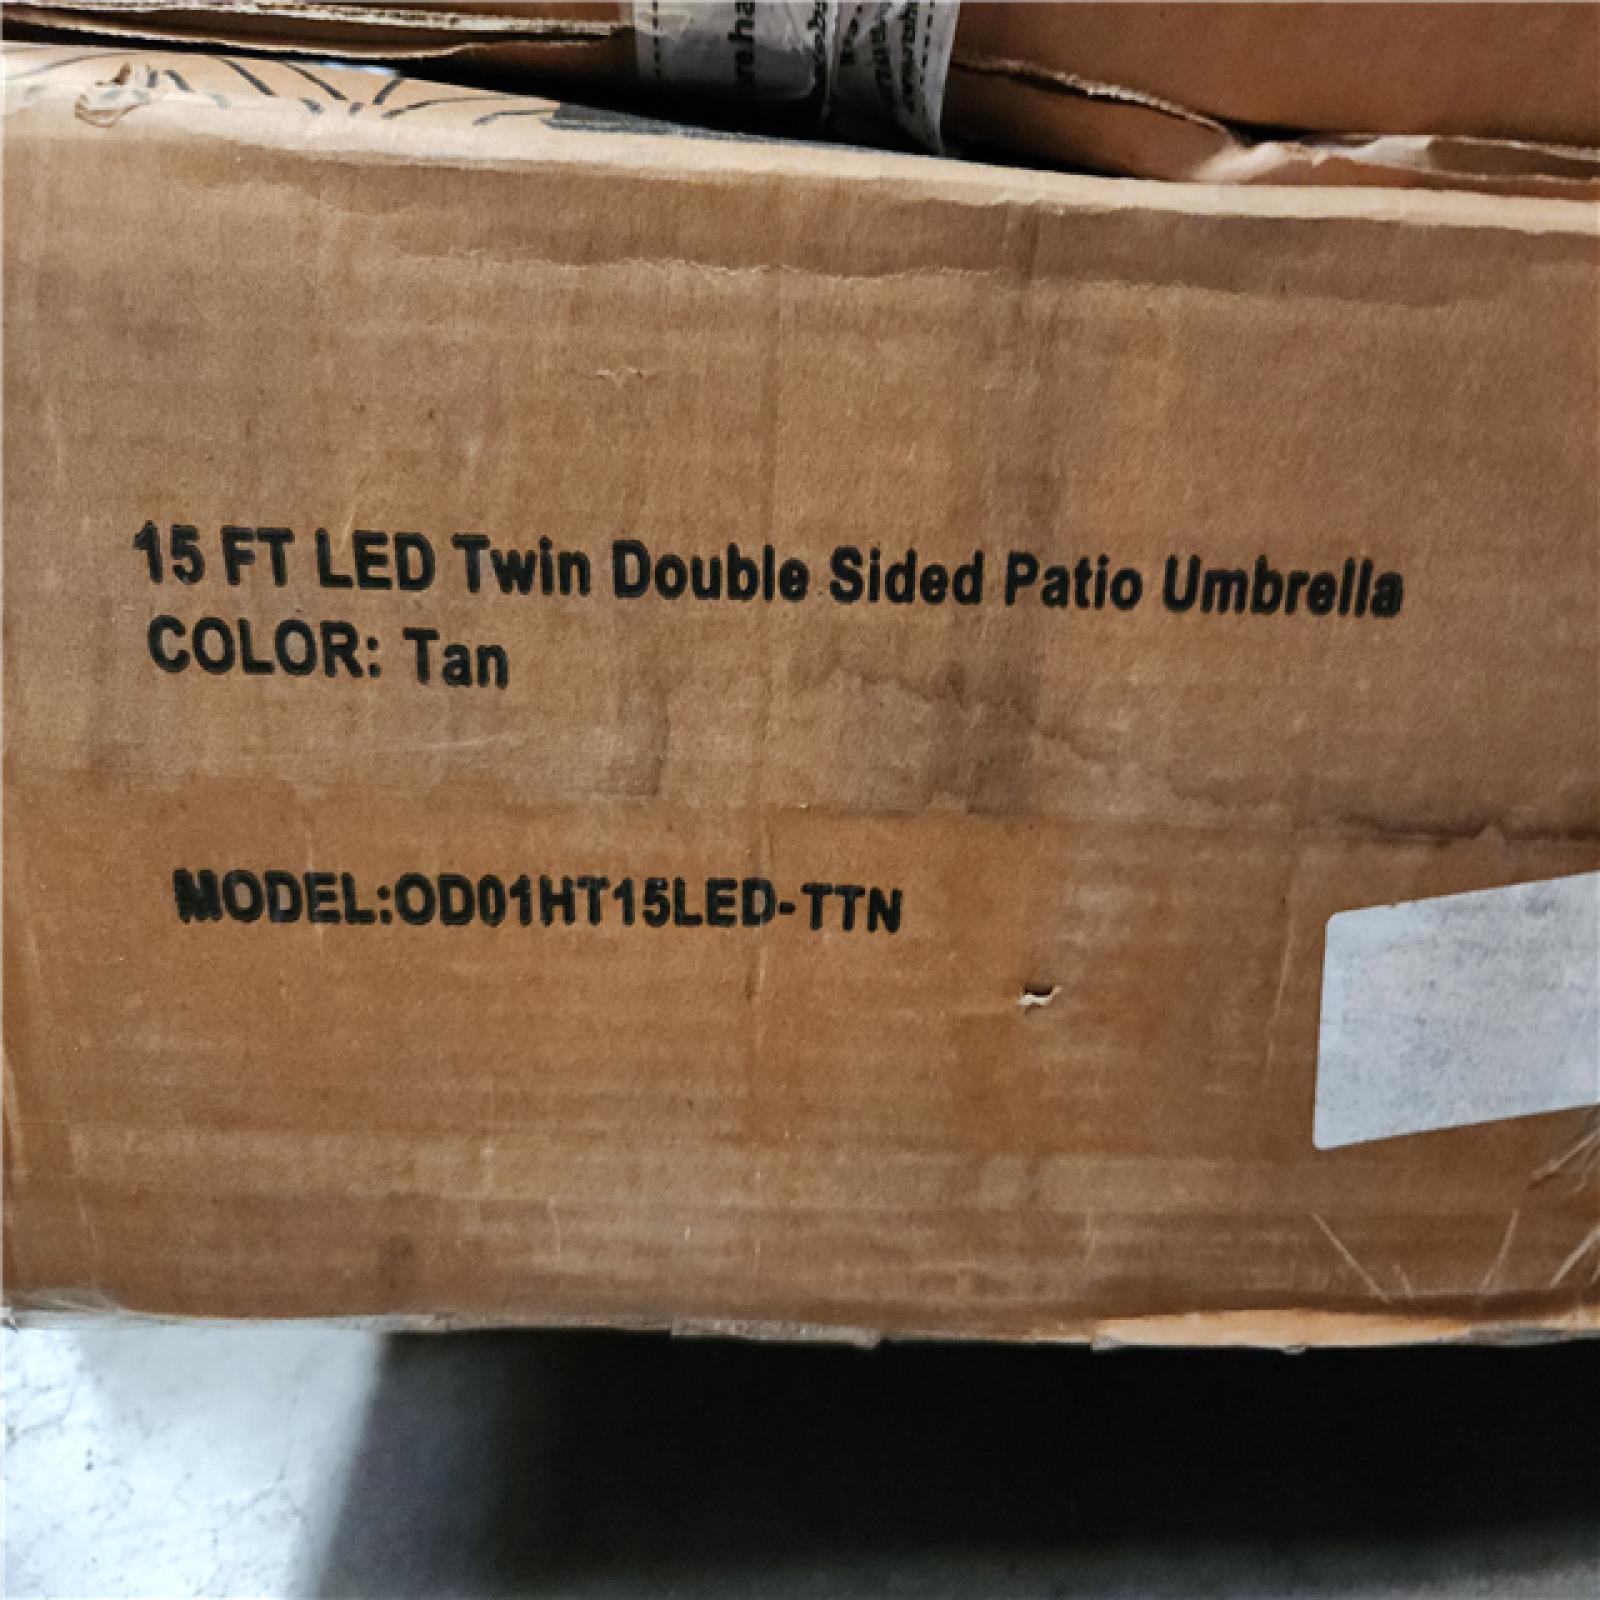 15 FT LED Twin Double Sided Patio Umbrella
COLOR: Tan
MODEL:OD01HT15LED-TTN